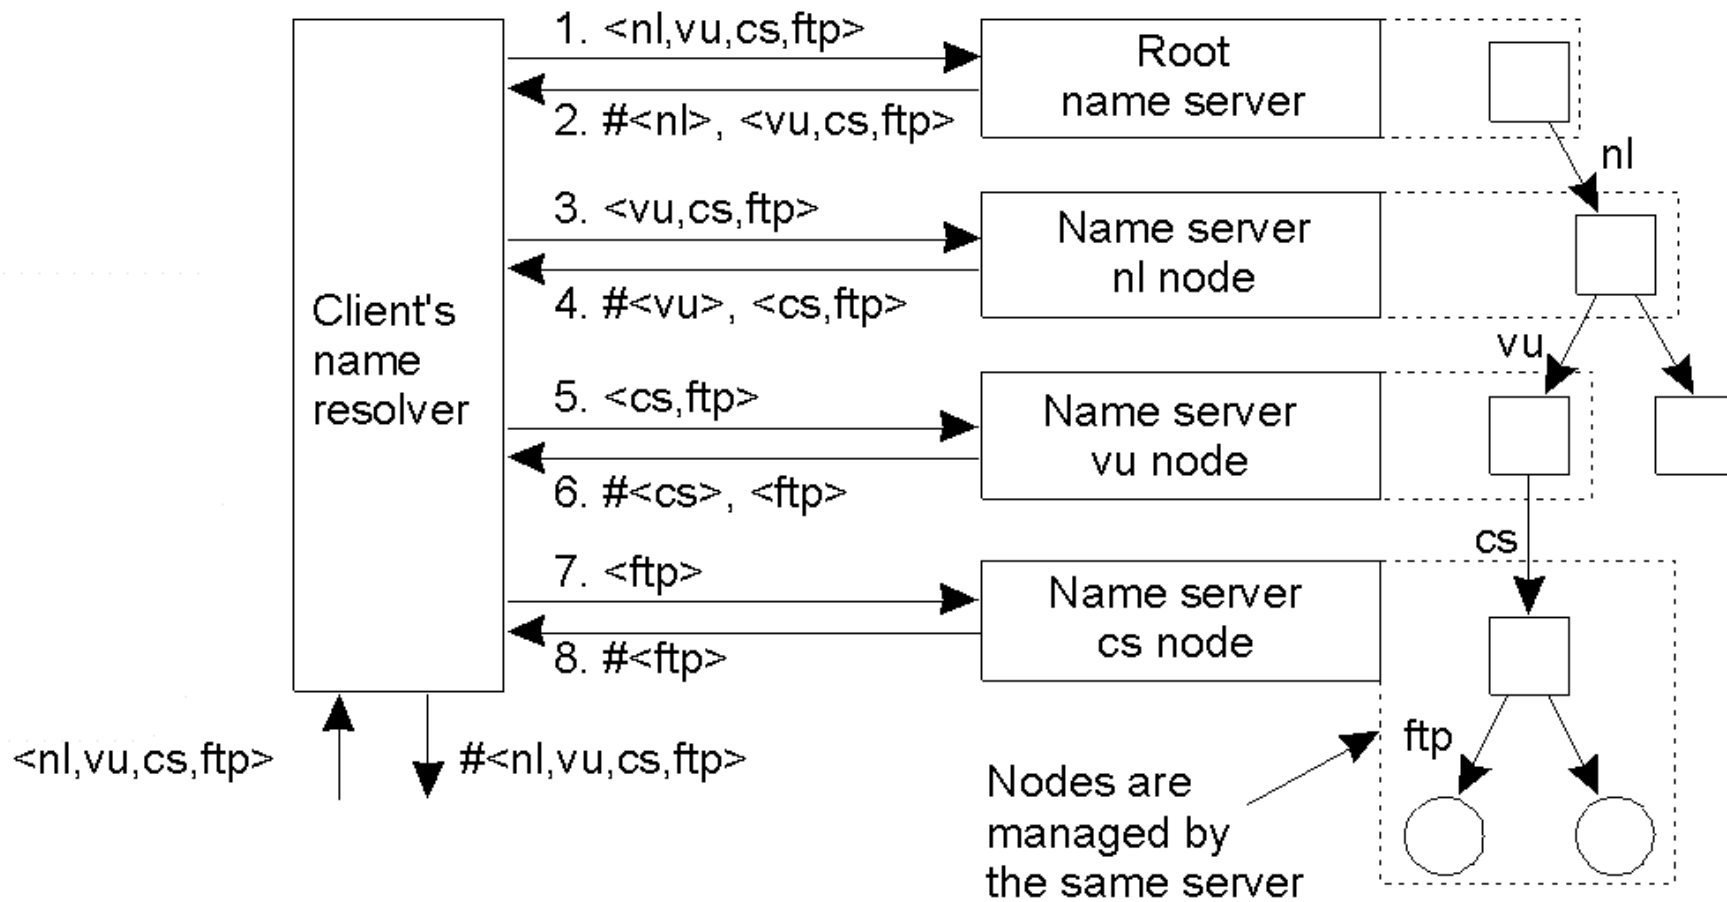 1. <nl,vu,cs,ftp>
2. #<nl>, <vu,cs,ftp>
Root
name server
nl
3. <vu,cs,ftp>
4. #<vu>, <cs,ftp>
Name server
nl node
vu
Client's
name
resolver
5. <cs,ftp>
6. #<cs>, <ftp>
Name server
vu node
cs
7. <ftp>
8. #<ftp>
Name server
cs node
ftp
<nl,vu,cs,ftp>
#<nl,vu,cs,ftp>
Nodes are
managed by
the same server